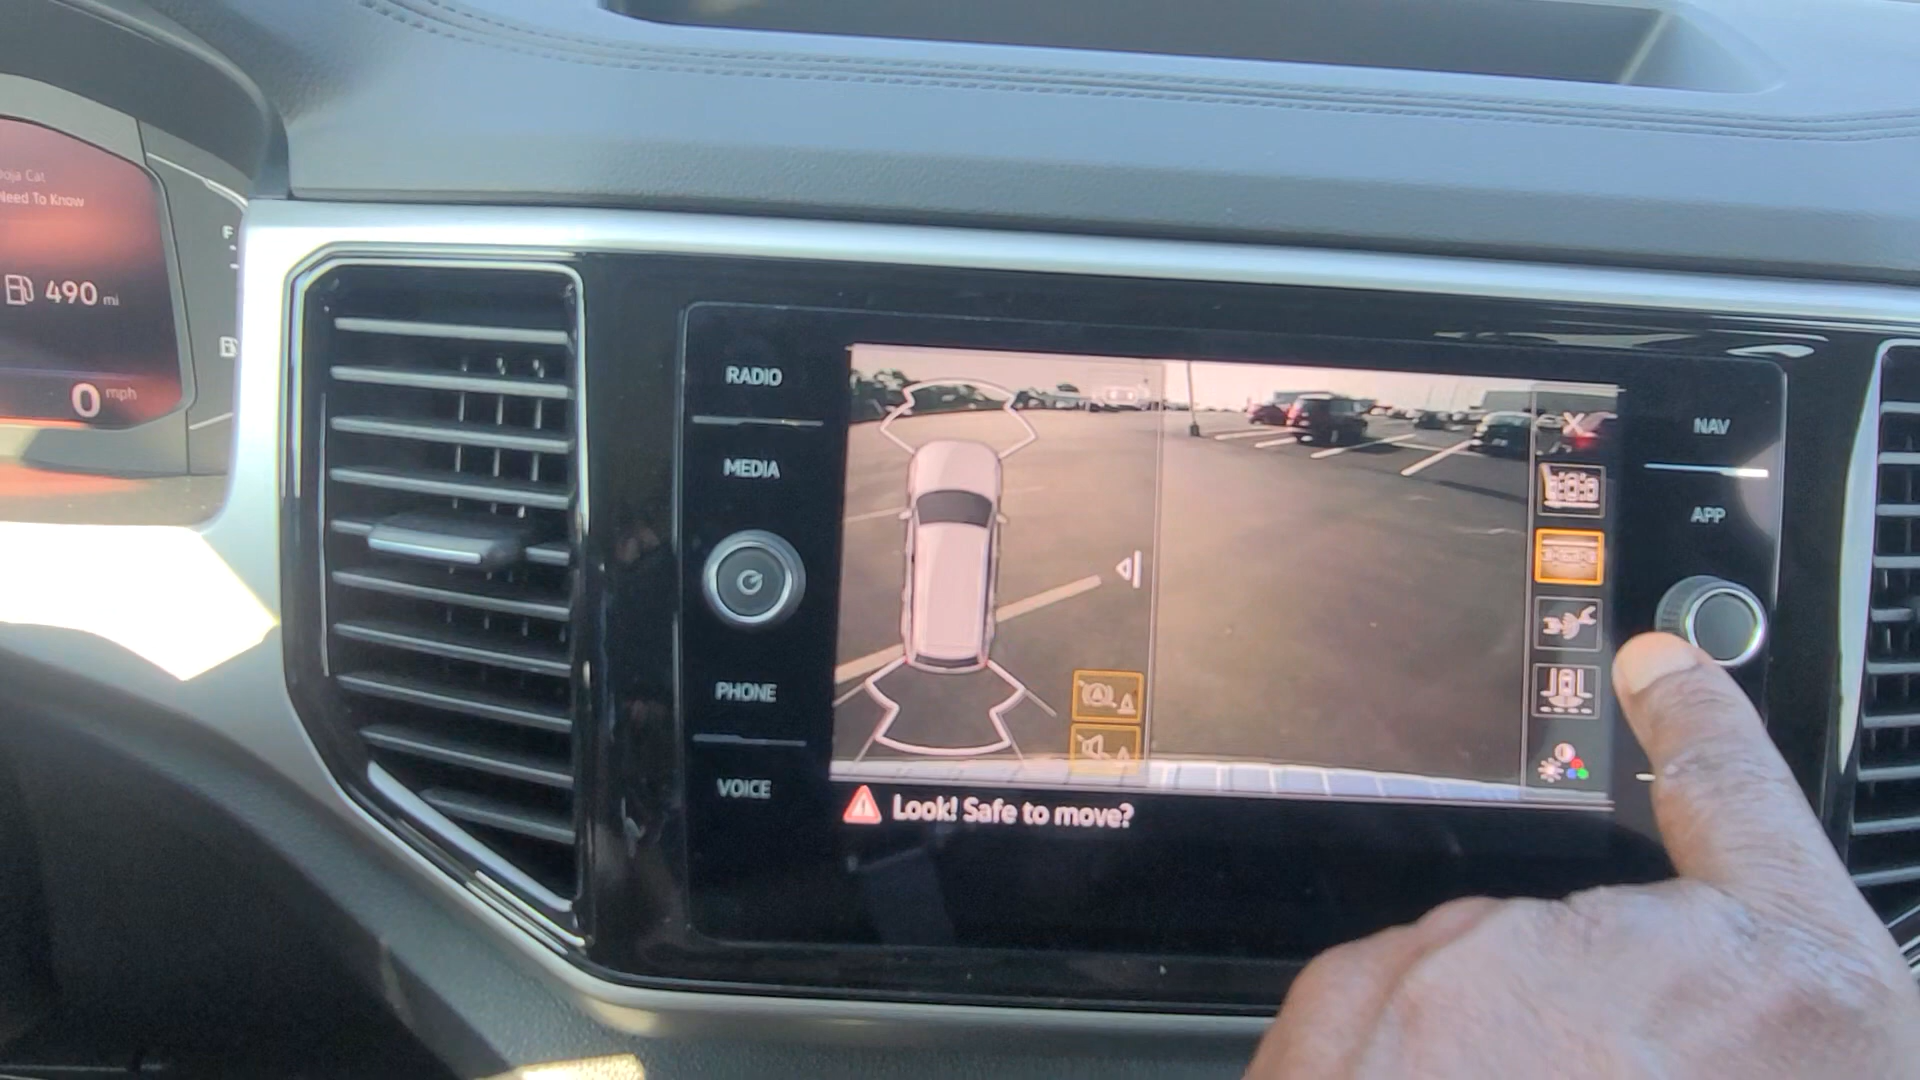 Doja Cat
Need To Know
F
490 mi
0 mph
RADIO
MEDIA
PHONE
VOICE
NAV
APP
X
Look! Safe to move?